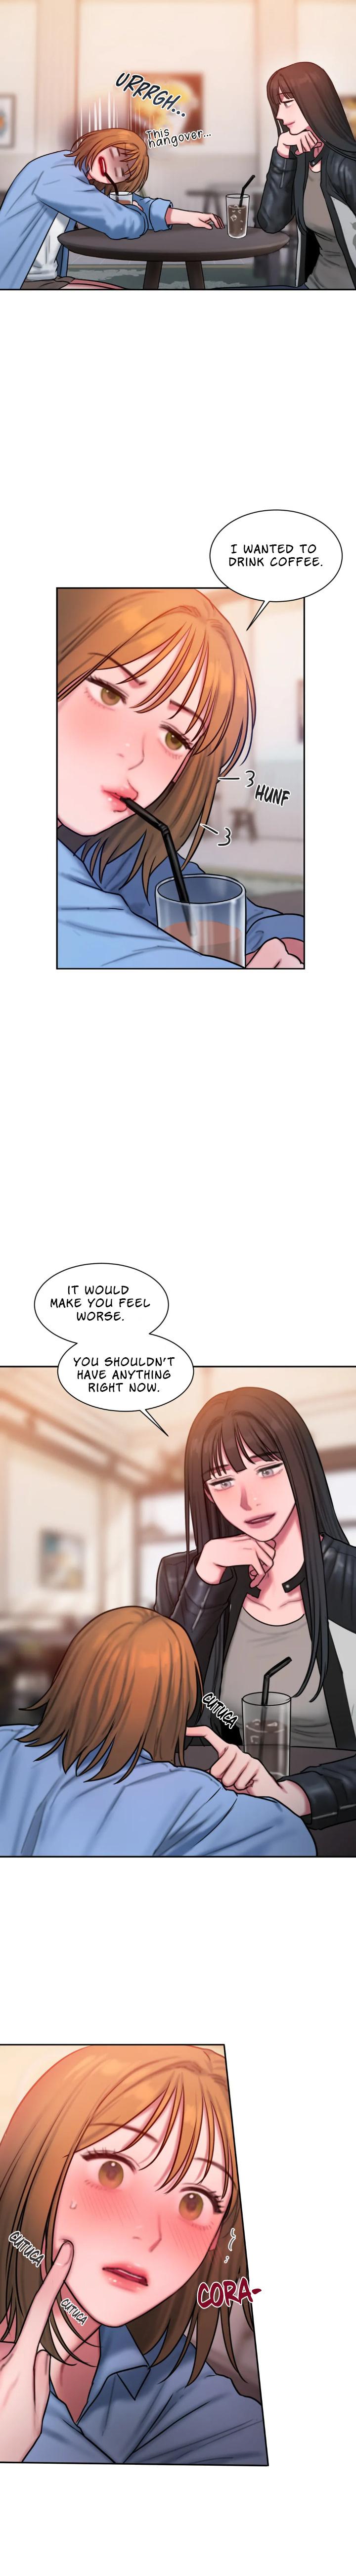 URRRGH...
This
hangover...
I WANTED TO
DRINK COFFEE.
HUNF
IT WOULD
MAKE YOU FEEL
WORSE.
YOU SHOULDN'T
HAVE ANYTHING
RIGHT NOW.
CUTUCA
CUTUCA
CUTUCA
CORA-